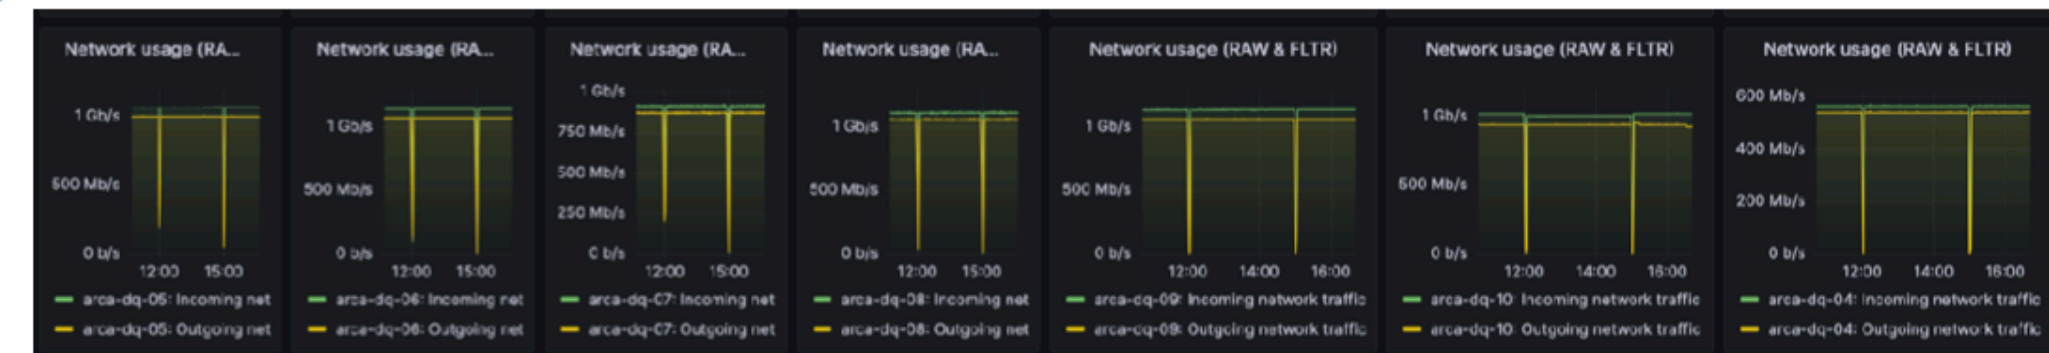 Network usage (RA...
1 Gb/s
500 Mb/s
0 b/s
12:00 15:00
arca-dq-05: Incoming net
arca-dq-05: Outgoing net
Network usage (RA...
1 Gb/s
500 Mb/s
0 b/s
12:00 15:00
arca-dq-06: Incoming net
arca-dq-06: Outgoing net
Network usage (RA...
1 Gb/s
750 Mb/s
500 Mb/s
250 Mb/s
0 b/s
12:00 15:00
arca-dq-07: Incoming net
arca-dq-07: Outgoing net
Network usage (RA...
1 Gb/s
500 Mb/s
0 b/s
12:00 15:00
arca-dq-08: Incoming net
arca-dq-08: Outgoing net
Network usage (RAW & FLTR)
1 Gb/s
500 Mb/s
0 b/s
12:00 14:00 16:00
arca-dq-09: Incoming network traffic
arca-dq-09: Outgoing network traffic
Network usage (RAW & FLTR)
1 Gb/s
500 Mb/s
0 b/s
12:00 14:00 16:00
arca-dq-10: Incoming network traffic
arca-dq-10: Outgoing network traffic
Network usage (RAW & FLTR)
600 Mb/s
400 Mb/s
200 Mb/s
0 b/s
12:00 14:00 16:00
arca-dq-04: Incoming network traffic
arca-dq-04: Outgoing network traffic